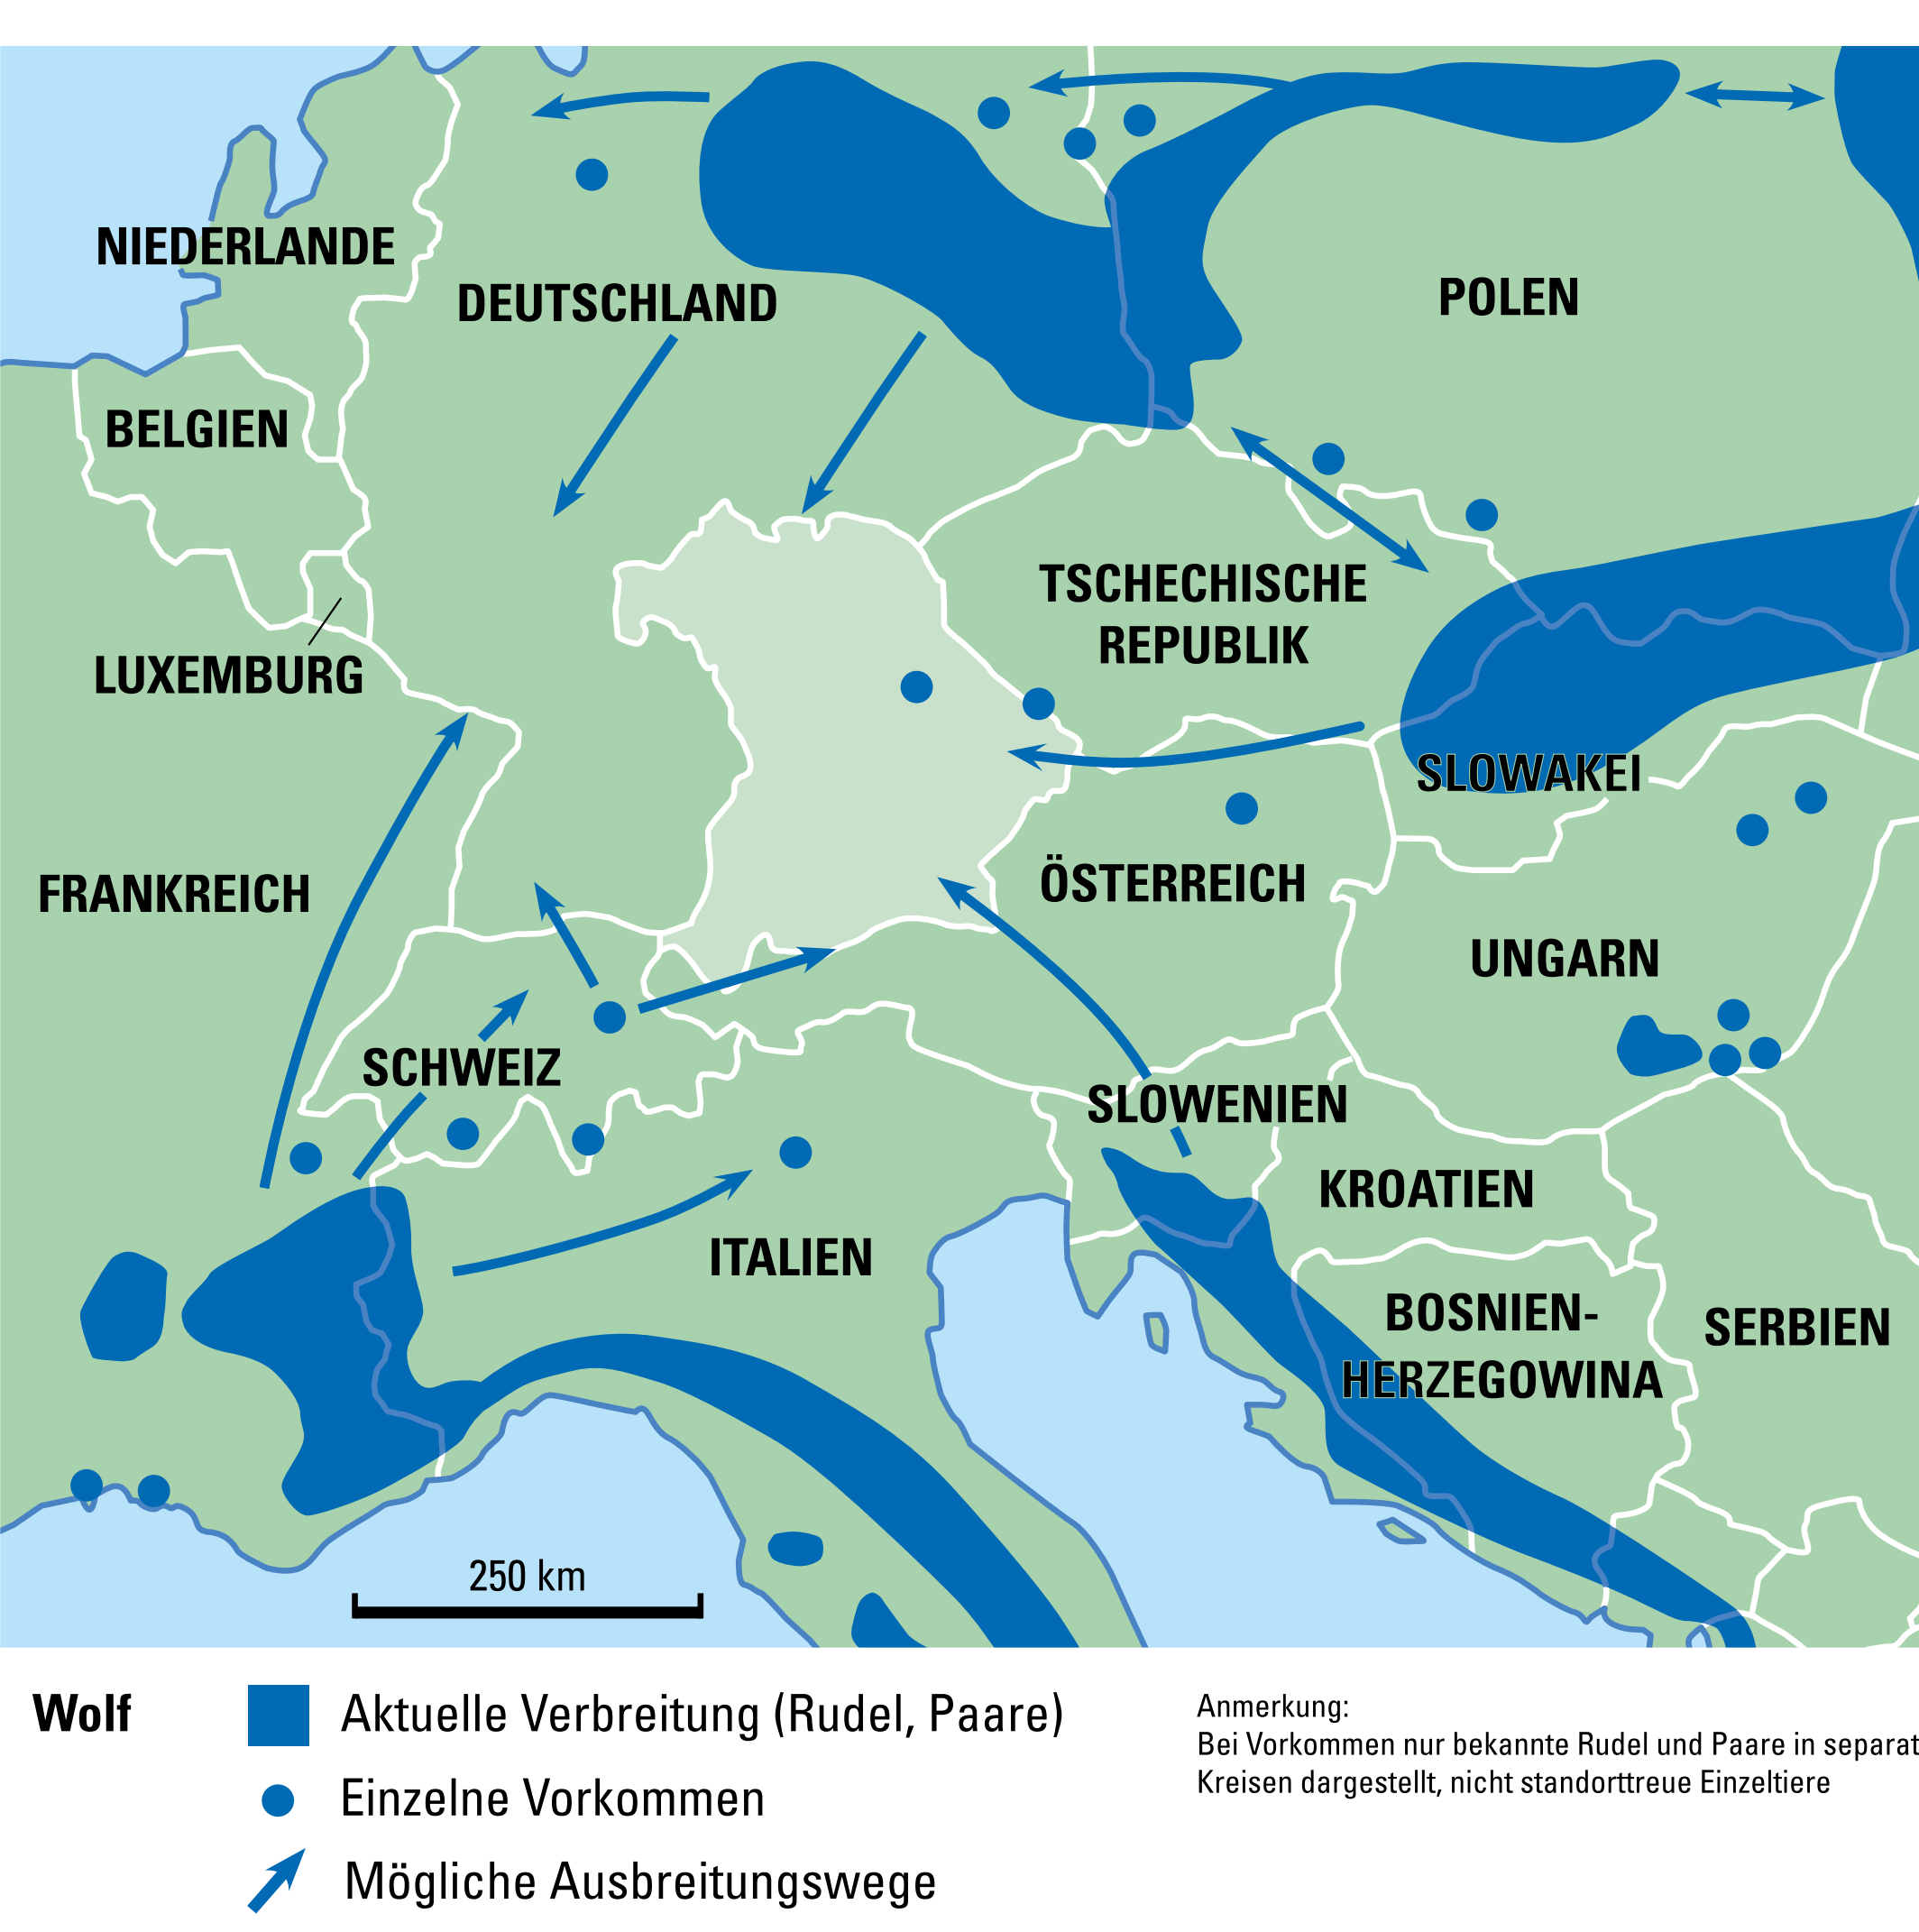 NIEDERLANDE
DEUTSCHLAND
POLEN
BELGIEN
TSCHECHISCHE
REPUBLIK
LUXEMBURG
SLOWAKEI
FRANKREICH
ÖSTERREICH
UNGARN
SCHWEIZ
SLOWENIEN
KROATIEN
ITALIEN
BOSNIEN-
HERZEGOWINA
SERBIEN
250 km
Wolf
Aktuelle Verbreitung (Rudel, Paare)
Einzelne Vorkommen
Mögliche Ausbreitungswege
Anmerkung:
Bei Vorkommen nur bekannte Rudel und Paare in separat
Kreisen dargestellt, nicht standorttreue Einzeltiere